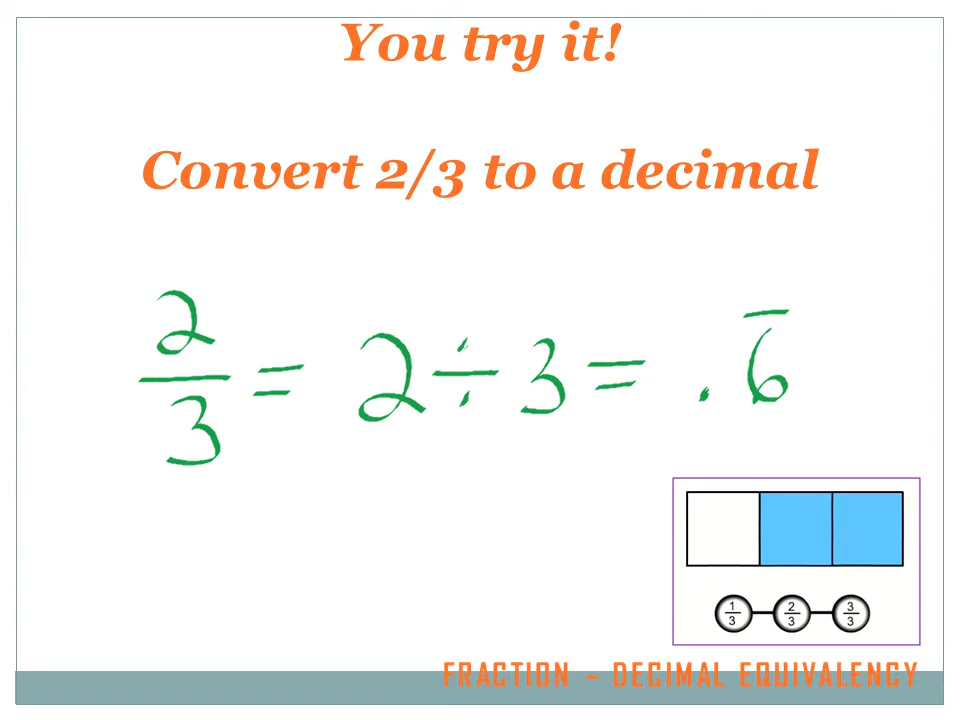 You try it!
Convert 2/3 to a decimal
2/3 = 2 ÷ 3 = .6̅
1/3 2/3 3/3
FRACTION – DECIMAL EQUIVALENCY